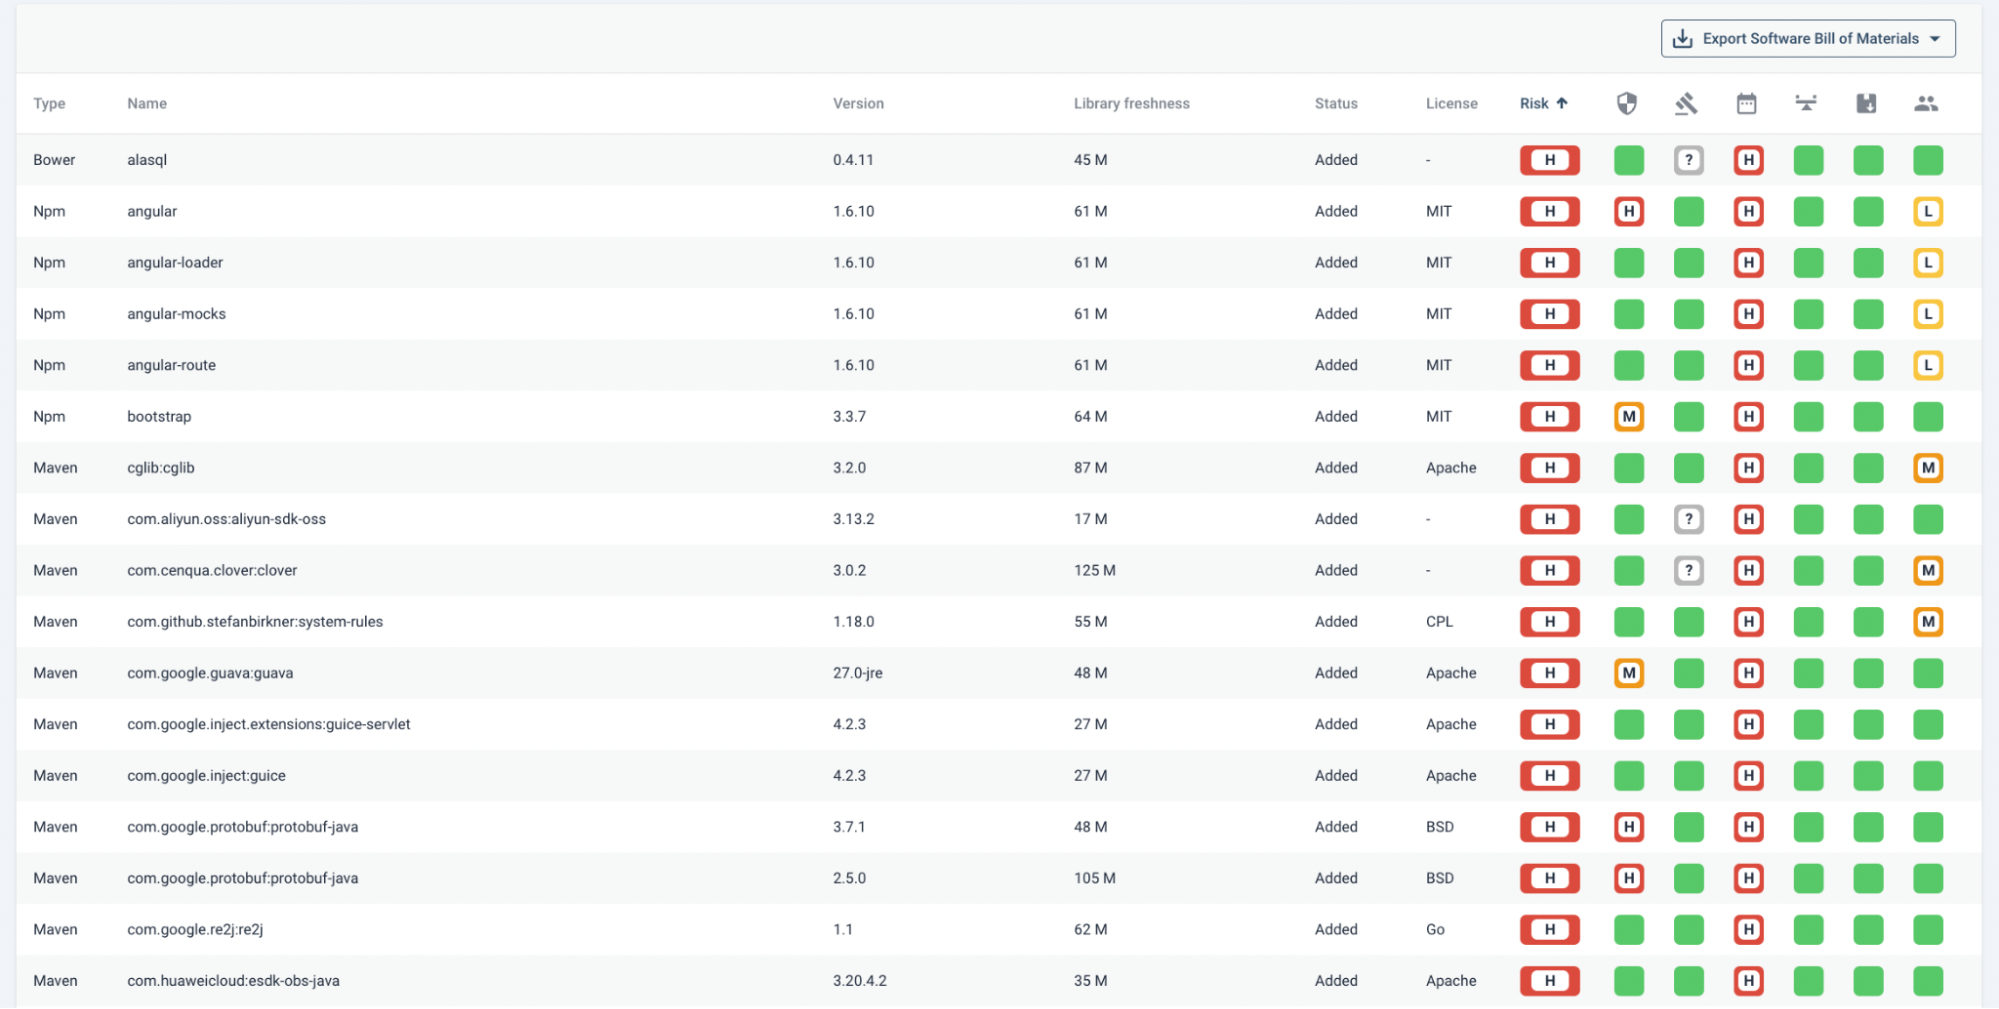 Export Software Bill of Materials
Type Name Version Library freshness Status License Risk
Bower alasql 0.4.11 45 M Added - H ? H
Npm angular 1.6.10 61 M Added MIT H H H L
Npm angular-loader 1.6.10 61 M Added MIT H H L
Npm angular-mocks 1.6.10 61 M Added MIT H H L
Npm angular-route 1.6.10 61 M Added MIT H H L
Npm bootstrap 3.3.7 64 M Added MIT H M H
Maven cglib:cglib 3.2.0 87 M Added Apache H H M
Maven com.aliyun.oss:aliyun-sdk-oss 3.13.2 17 M Added - H ? H
Maven com.cenqua.clover:clover 3.0.2 125 M Added - H ? H M
Maven com.github.stefanbirkner:system-rules 1.18.0 55 M Added CPL H H M
Maven com.google.guava:guava 27.0-jre 48 M Added Apache H M H
Maven com.google.inject.extensions:guice-servlet 4.2.3 27 M Added Apache H H
Maven com.google.inject:guice 4.2.3 27 M Added Apache H H
Maven com.google.protobuf:protobuf-java 3.7.1 48 M Added BSD H H H
Maven com.google.protobuf:protobuf-java 2.5.0 105 M Added BSD H H H
Maven com.google.re2j:re2j 1.1 62 M Added Go H H
Maven com.huaweicloud:esdk-obs-java 3.20.4.2 35 M Added Apache H H